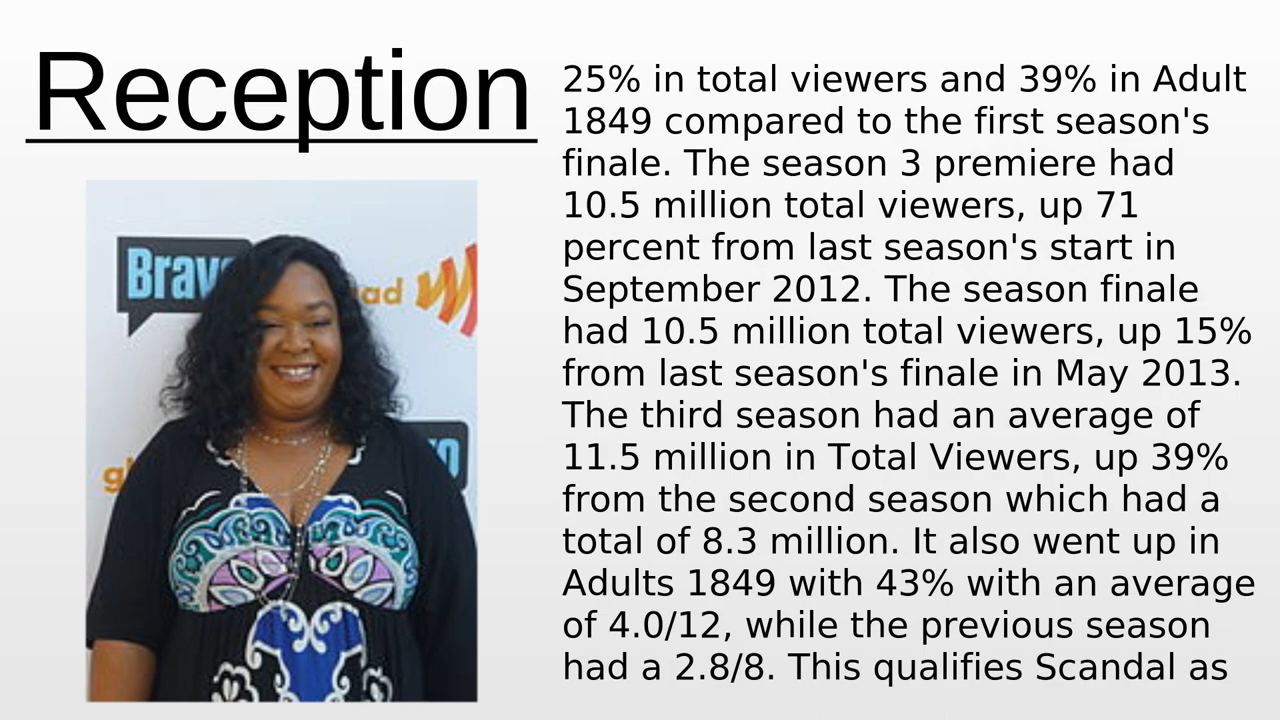 Reception
25% in total viewers and 39% in Adult
1849 compared to the first season's
finale. The season 3 premiere had
10.5 million total viewers, up 71
percent from last season's start in
September 2012. The season finale
had 10.5 million total viewers, up 15%
from last season's finale in May 2013.
The third season had an average of
11.5 million in Total Viewers, up 39%
from the second season which had a
total of 8.3 million. It also went up in
Adults 1849 with 43% with an average
of 4.0/12, while the previous season
had a 2.8/8. This qualifies Scandal as
Brav
ad
vo
gl